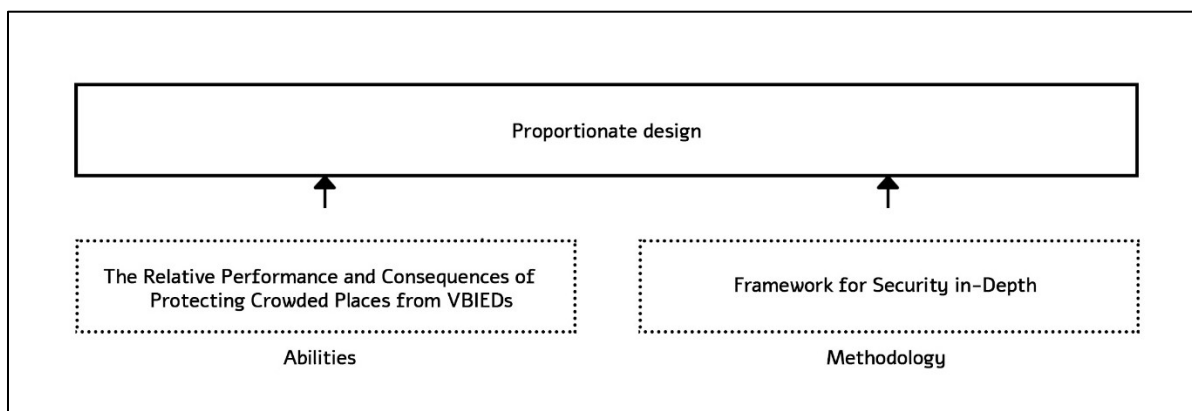 Proportionate design
The Relative Performance and Consequences of
Protecting Crowded Places from VBIEDs
Framework for Security in-Depth
Abilities
Methodology